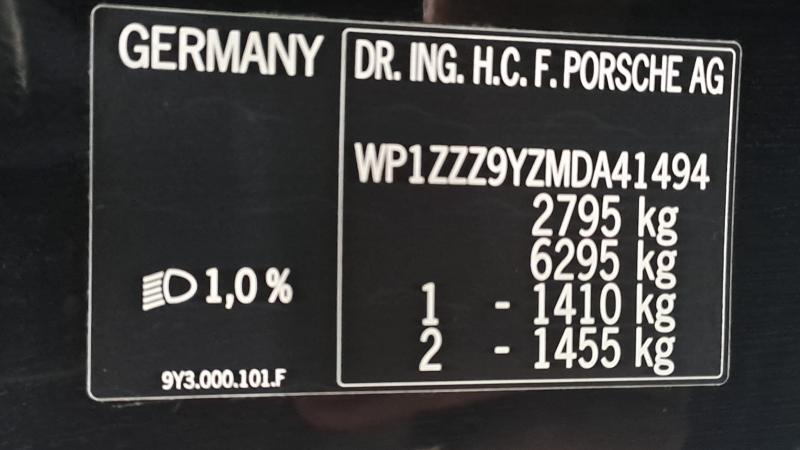 GERMANY
DR. ING. H.C. F. PORSCHE AG
WP1ZZZ9YZMDA41494
2795 kg
6295 kg
1 - 1410 kg
2 - 1455 kg
1,0 %
9Y3.000.101.F